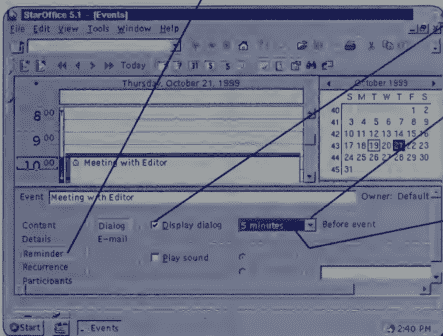 StarOffice 5.1 - [Events]
File Edit View Tools Window Help
Today
Thursday, October 21, 1999
October 1999
S M T W T F S
40 1 2
41 3 4 5 6 7 8 9
42 10 11 12 13 14 15 16
43 17 18 19 20 21 22 23
44 24 25 26 27 28 29 30
45 31
8 00
9 00
10 00 Meeting with Editor
Event Meeting with Editor Owner: Default
Content Dialog Display dialog 5 minutes Before event
Details E-mail
Reminder Play sound
Recurrence
Participants
Start Events 2:40 PM